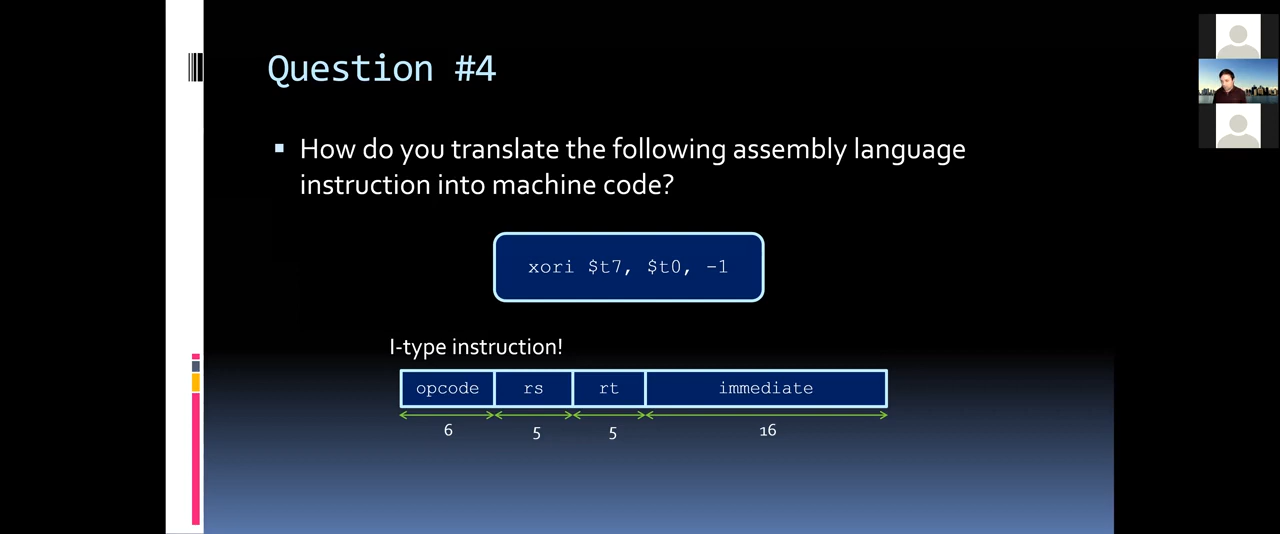 Question #4
How do you translate the following assembly language
instruction into machine code?
xori $t7, $t0, -1
I-type instruction!
opcode rs rt immediate
6 5 5 16